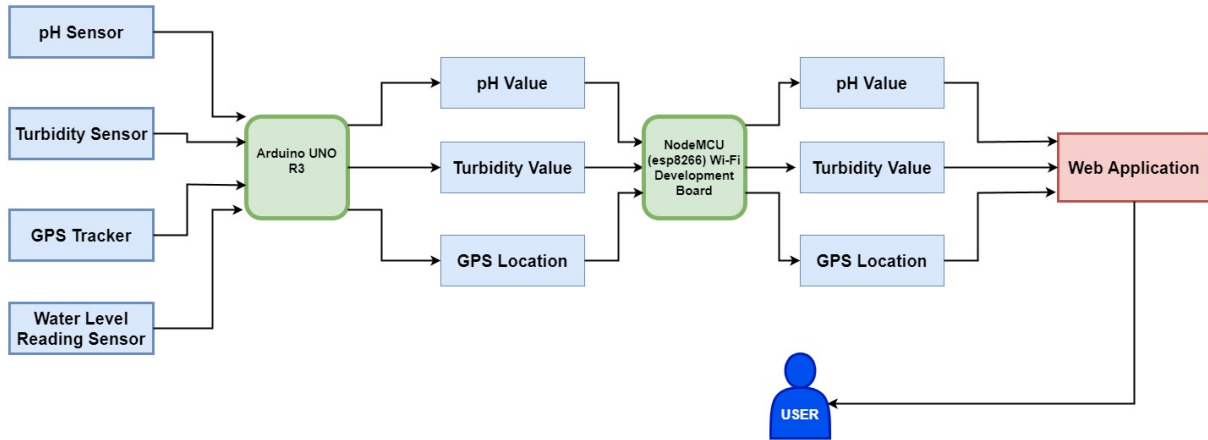 pH Sensor
Turbidity Sensor
GPS Tracker
Water Level
Reading Sensor
Arduino UNO
R3
pH Value
Turbidity Value
GPS Location
NodeMCU
(esp8266) Wi-Fi
Development
Board
pH Value
Turbidity Value
GPS Location
Web Application
USER